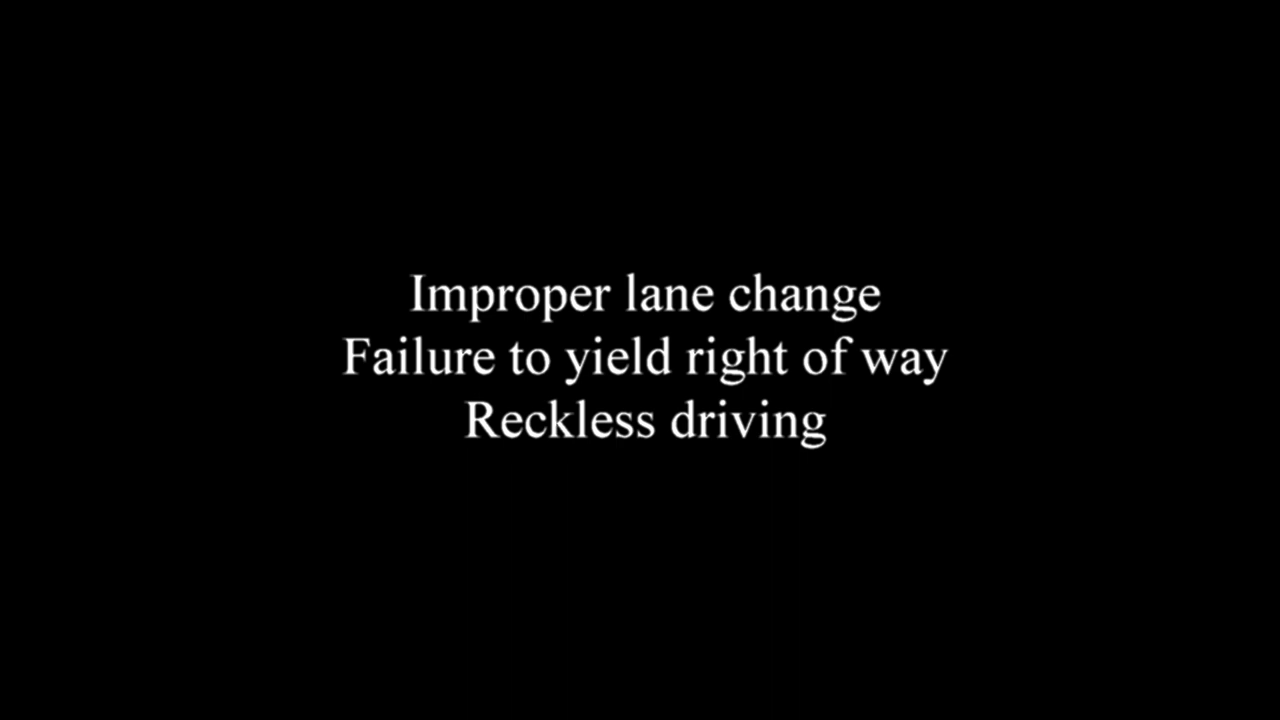 Improper lane change
Failure to yield right of way
Reckless driving